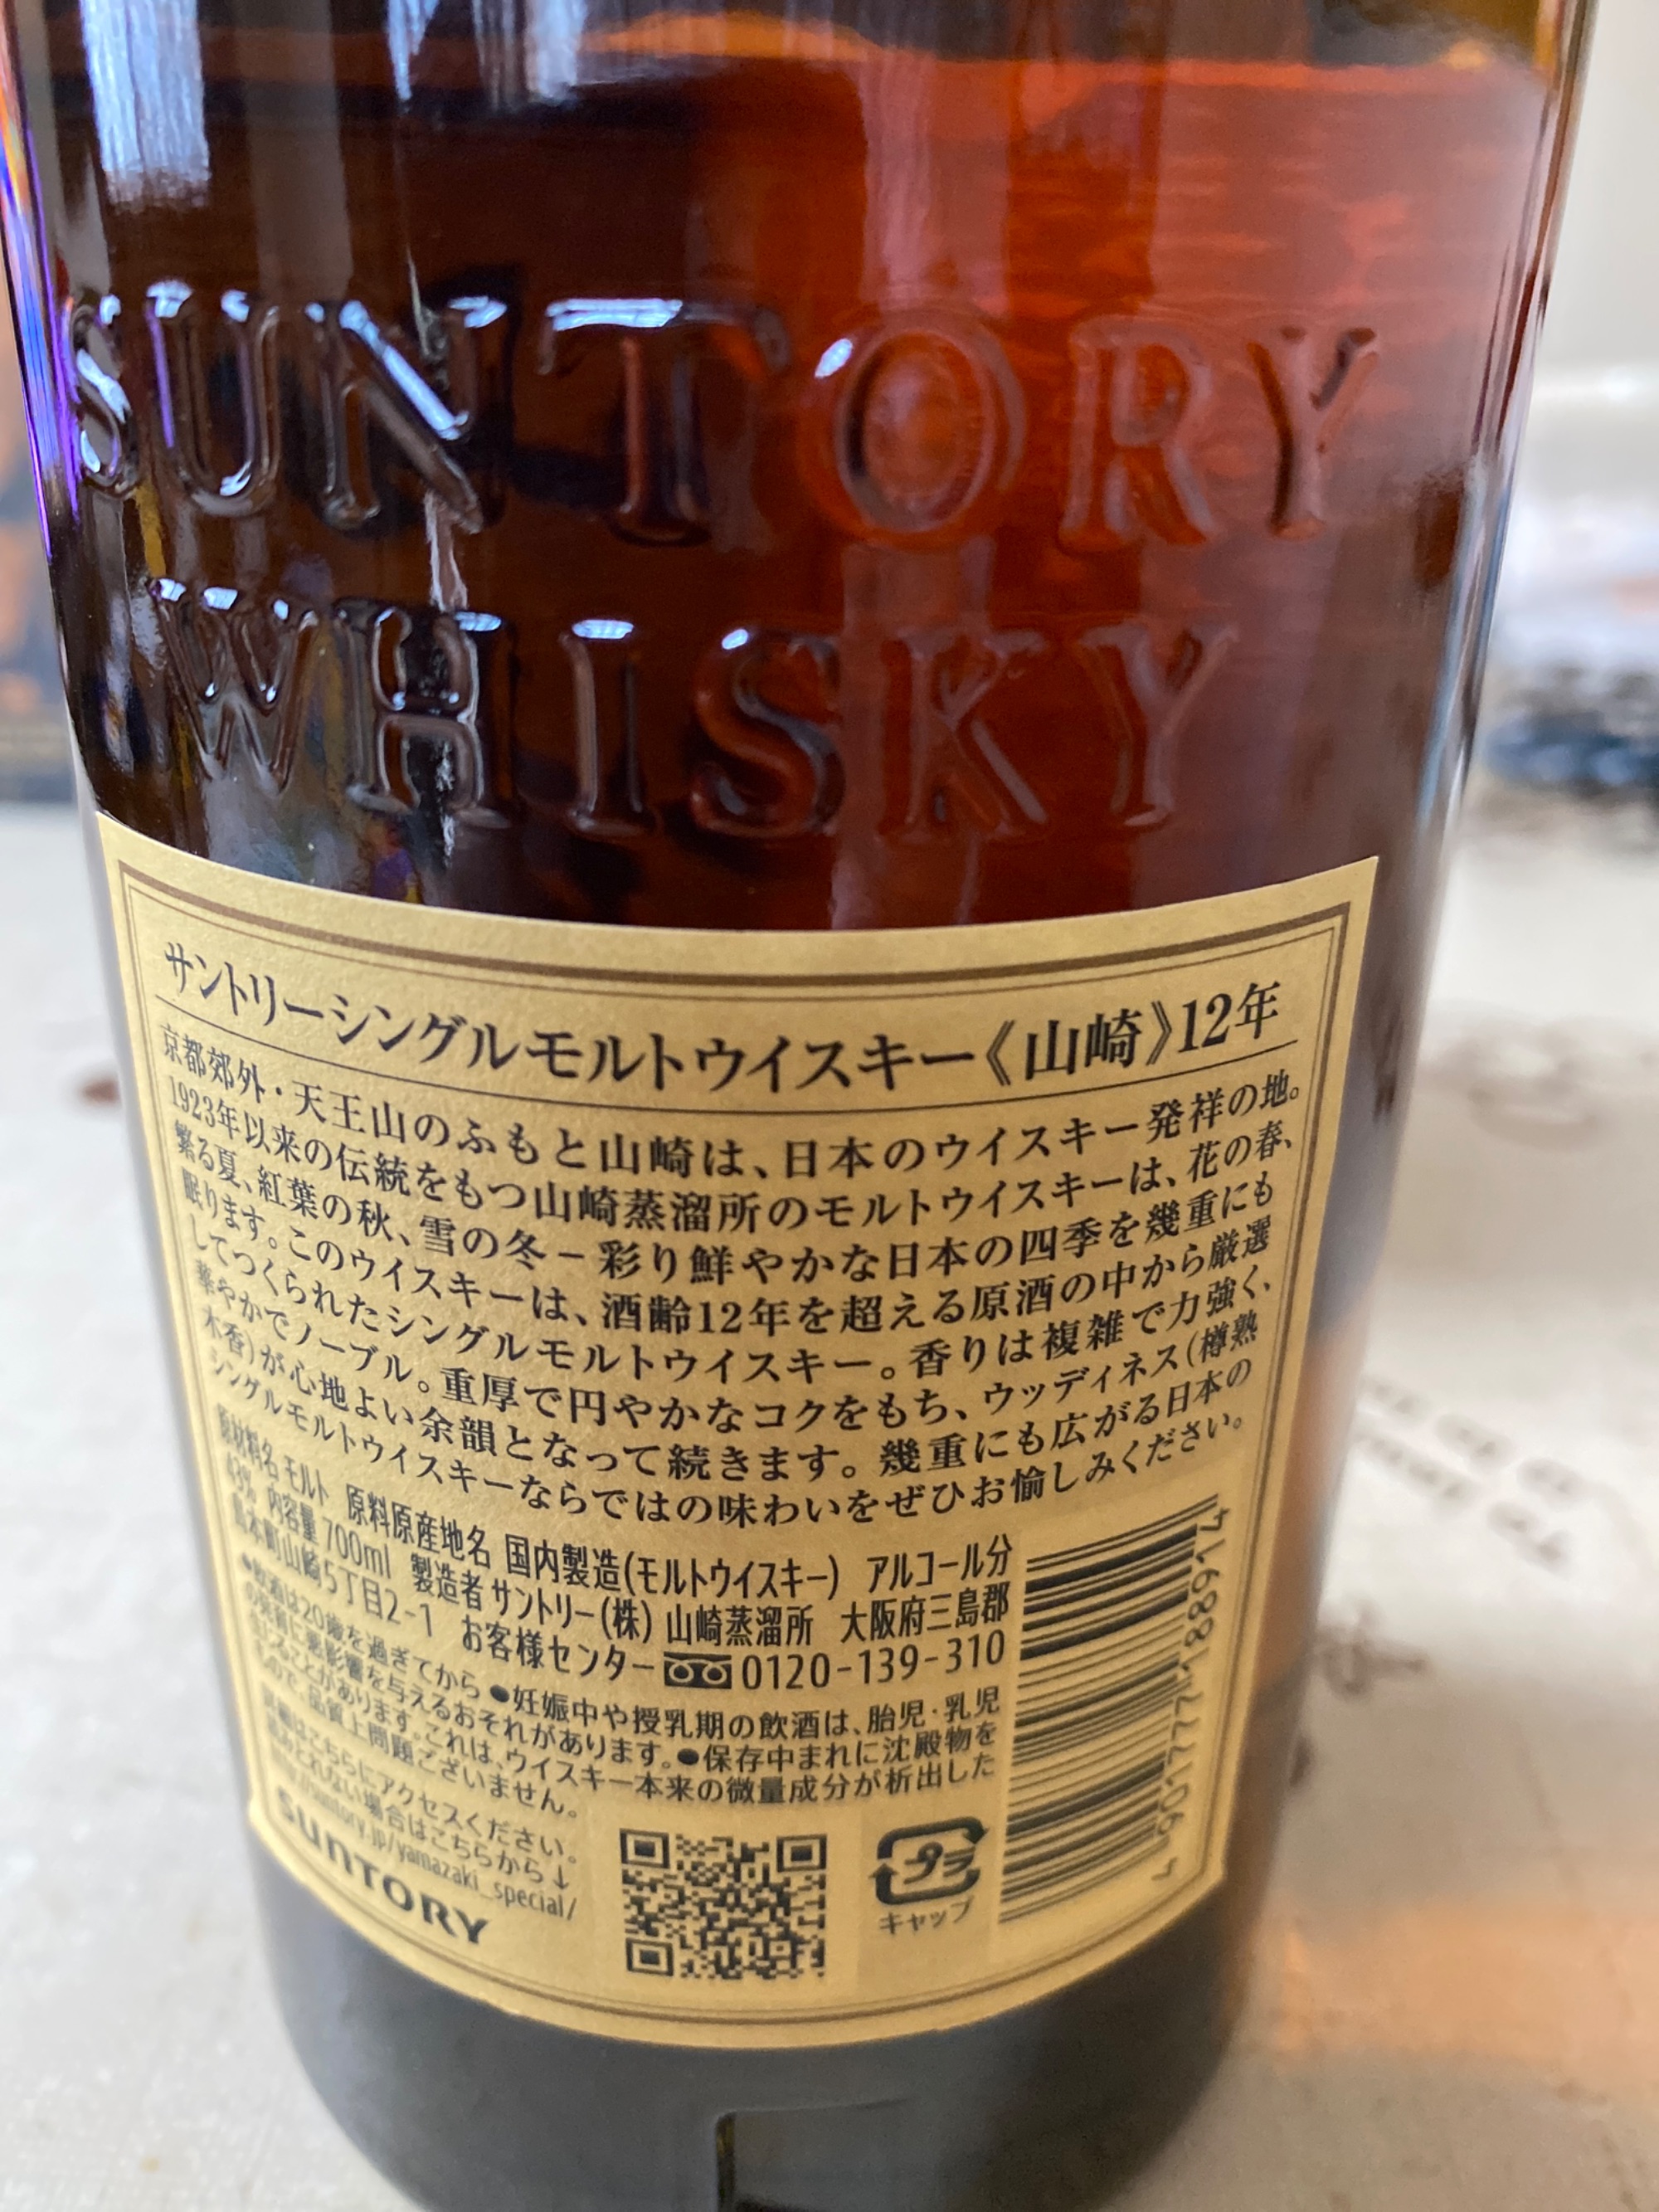 SUNTORY
WHISKY
サントリーシングルモルトウイスキー《山崎》12年
京都郊外・天王山のふもと山崎は、日本のウイスキー発祥の地。
1923年以来の伝統をもつ山崎蒸溜所のモルトウイスキーは、花の春、
繁る夏、紅葉の秋、雪の冬－彩り鮮やかな日本の四季を幾重にも
眠ります。このウイスキーは、酒齢12年を超える原酒の中から厳選
してつくられたシングルモルトウイスキー。香りは複雑で力強く、
華やかでノーブル。重厚で円やかなコクをもち、ウッディネス(樽熟
木香)が心地よい余韻となって続きます。幾重にも広がる日本の
シングルモルトウイスキーならではの味わいをぜひお愉しみください。
原材料名 モルト 原料原産地名 国内製造(モルトウイスキー) アルコール分
43% 内容量 700ml 製造者 サントリー(株) 山崎蒸溜所 大阪府三島郡
島本町山崎5丁目2-1 お客様センター 0120-139-310
●飲酒は20歳を過ぎてから ●妊娠中や授乳期の飲酒は、胎児・乳児
の発育に悪影響を与えるおそれがあります。●保存中まれに沈殿物を
生じることがあります。これは、ウイスキー本来の微量成分が析出した
もので、品質上問題ございません。
詳細はこちらにアクセスください。
読みとれない場合はこちらから↓
http://suntory.jp/yamazaki_special/
SUNTORY
キャップ
4 901777 188914